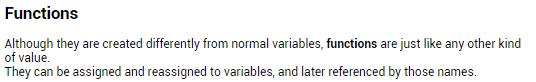 Functions
Although they are created differently from normal variables, functions are just like any other kind
of value.
They can be assigned and reassigned to variables, and later referenced by those names.